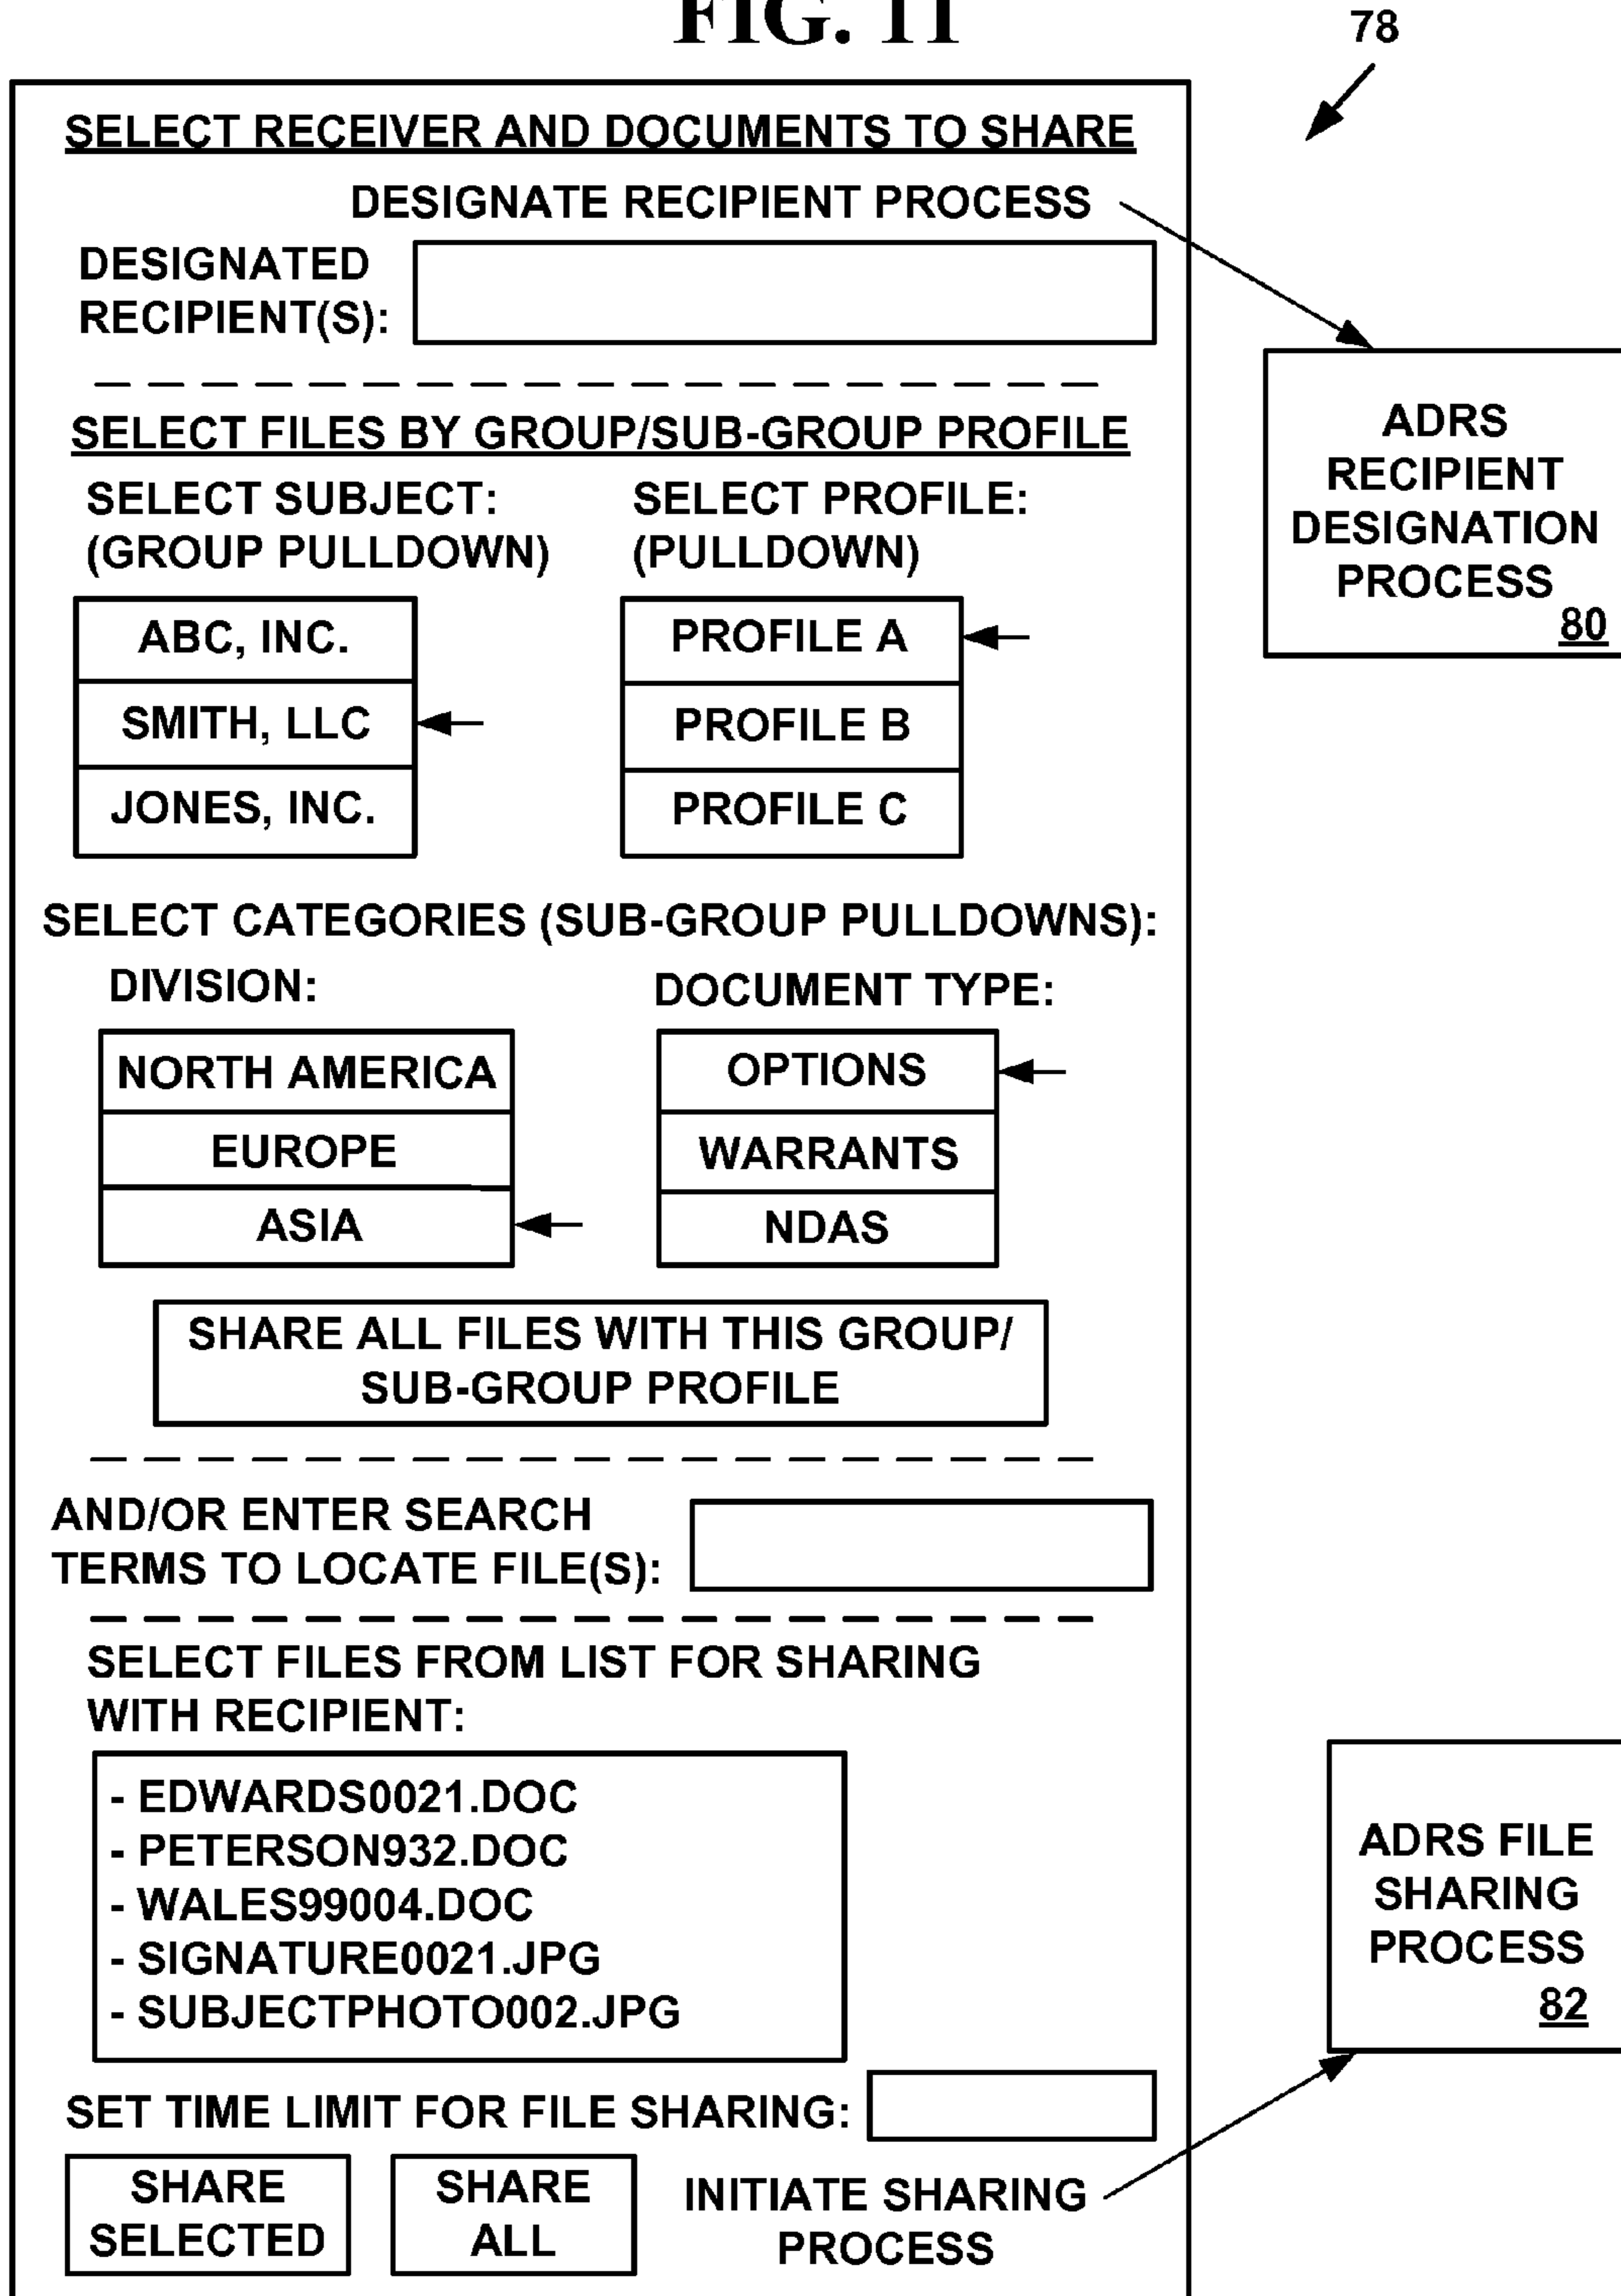 FIG. 11
78
SELECT RECEIVER AND DOCUMENTS TO SHARE
DESIGNATE RECIPIENT PROCESS
DESIGNATED
RECIPIENT(S):
SELECT FILES BY GROUP/SUB-GROUP PROFILE
SELECT SUBJECT:
(GROUP PULLDOWN)
SELECT PROFILE:
(PULLDOWN)
ADRS
RECIPIENT
DESIGNATION
PROCESS
80
ABC, INC.
SMITH, LLC
JONES, INC.
PROFILE A
PROFILE B
PROFILE C
SELECT CATEGORIES (SUB-GROUP PULLDOWNS):
DIVISION:
NORTH AMERICA
EUROPE
ASIA
DOCUMENT TYPE:
OPTIONS
WARRANTS
NDAS
SHARE ALL FILES WITH THIS GROUP/
SUB-GROUP PROFILE
AND/OR ENTER SEARCH
TERMS TO LOCATE FILE(S):
SELECT FILES FROM LIST FOR SHARING
WITH RECIPIENT:
- EDWARDS0021.DOC
- PETERSON932.DOC
- WALES99004.DOC
- SIGNATURE0021.JPG
- SUBJECTPHOTO002.JPG
ADRS FILE
SHARING
PROCESS
82
SET TIME LIMIT FOR FILE SHARING:
SHARE
SELECTED
SHARE
ALL
INITIATE SHARING
PROCESS